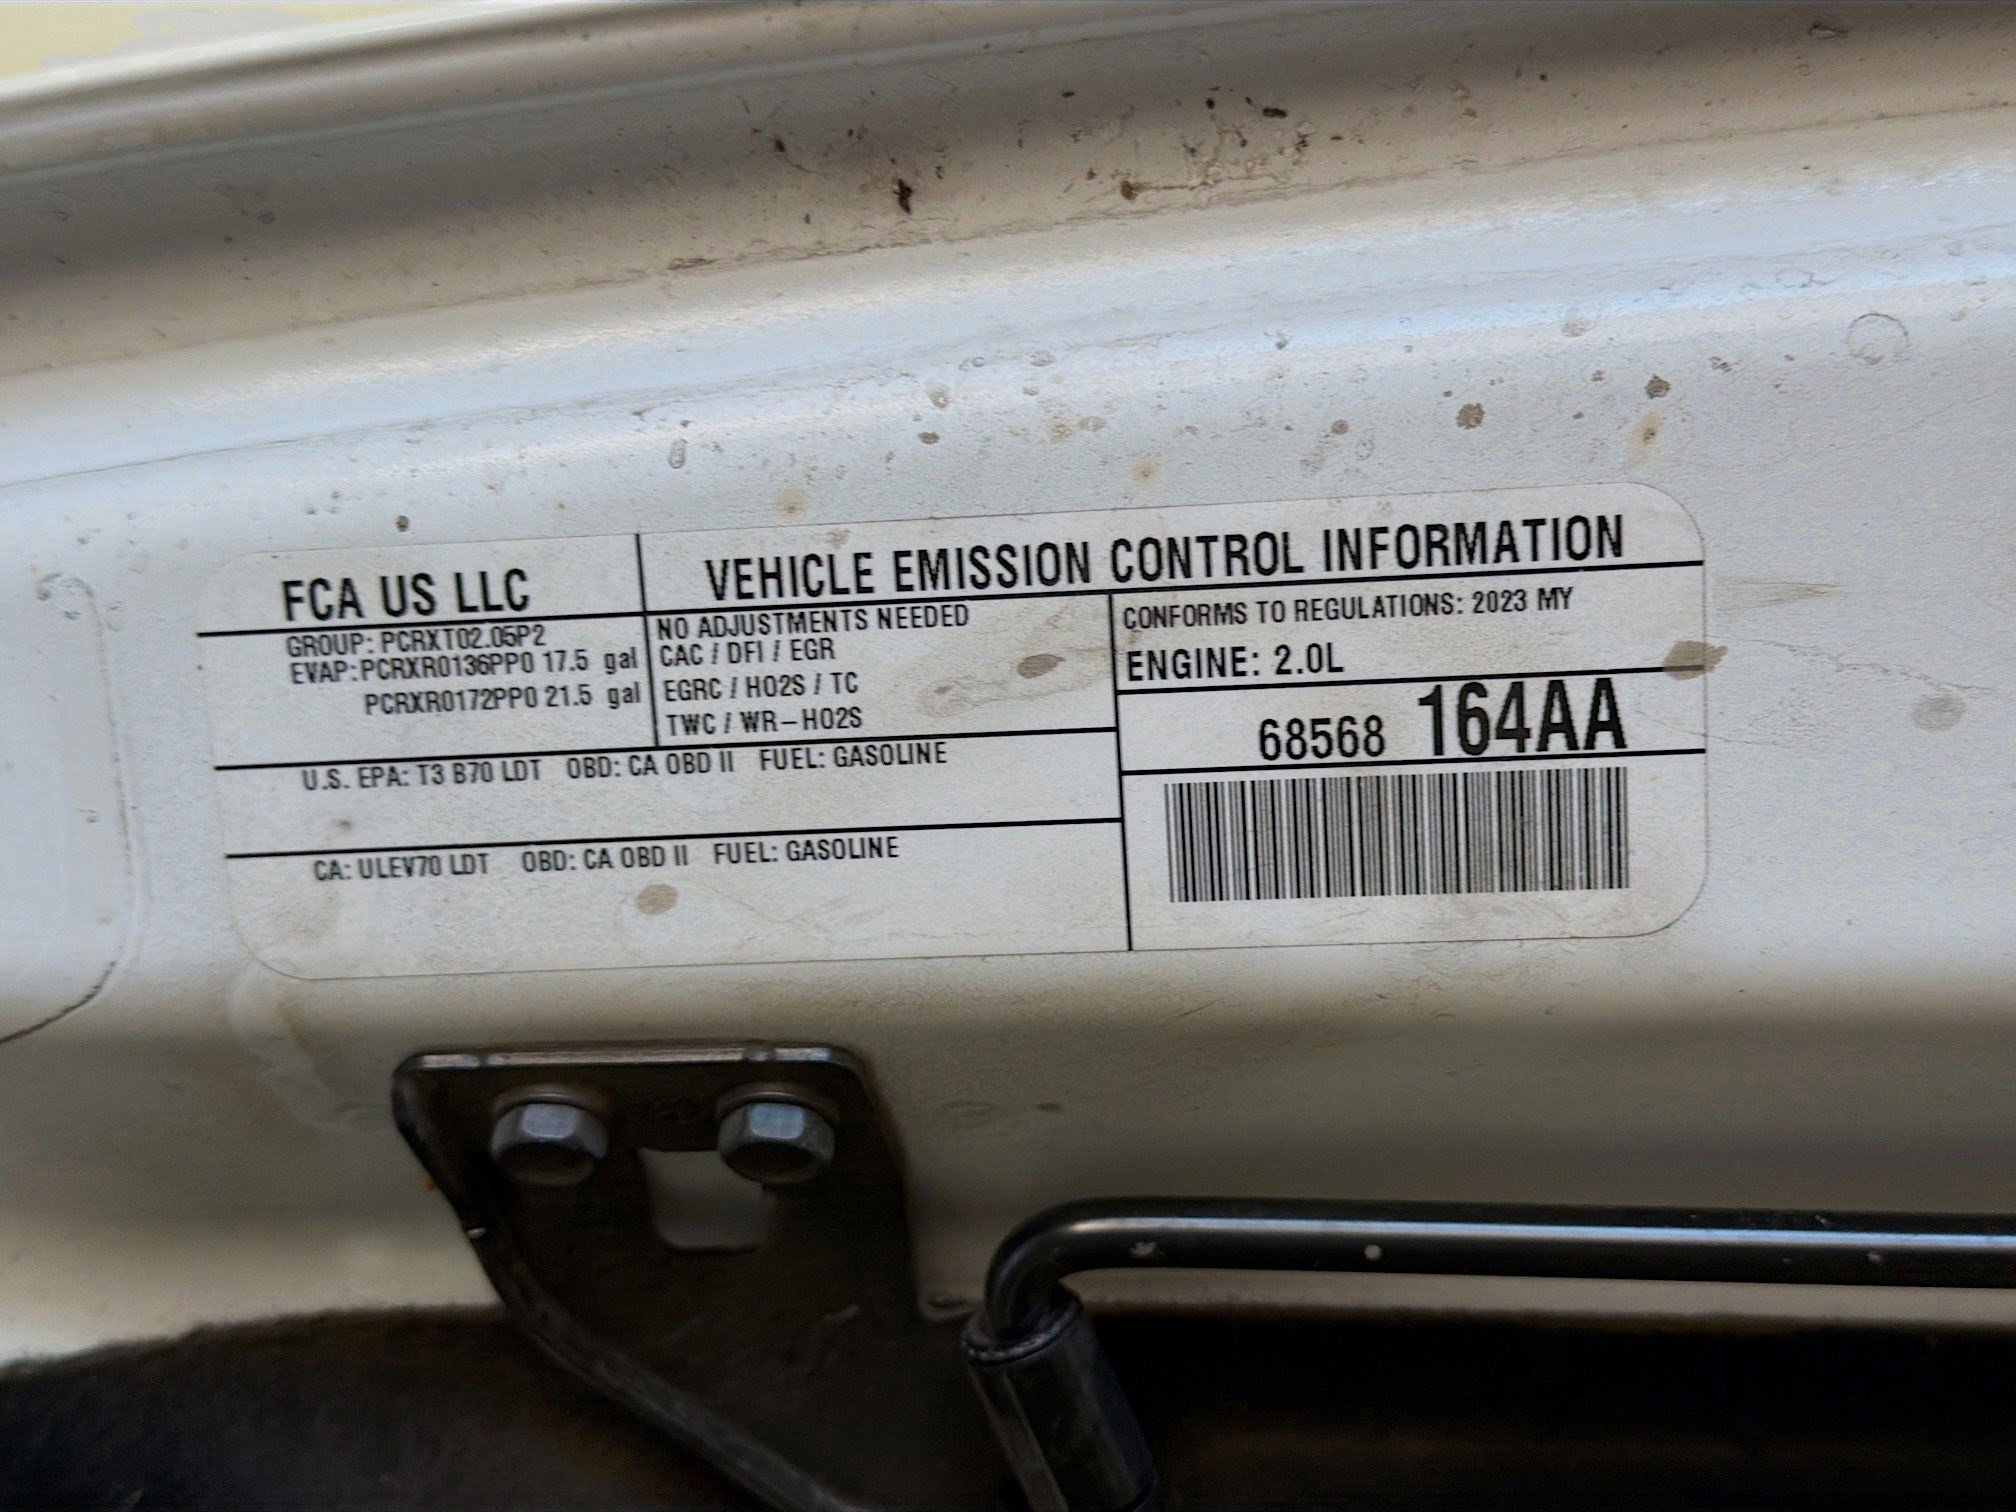 FCA US LLC
VEHICLE EMISSION CONTROL INFORMATION
GROUP: PCRXT02.05P2
EVAP:PCRXR0136PP0 17.5 gal
PCRXR0172PP0 21.5 gal
NO ADJUSTMENTS NEEDED
CAC / DFI / EGR
EGRC / HO2S / TC
TWC / WR-HO2S
CONFORMS TO REGULATIONS: 2023 MY
ENGINE: 2.0L
68568 164AA
U.S. EPA: T3 B70 LDT OBD: CA OBD II FUEL: GASOLINE
CA: ULEV70 LDT OBD: CA OBD II FUEL: GASOLINE